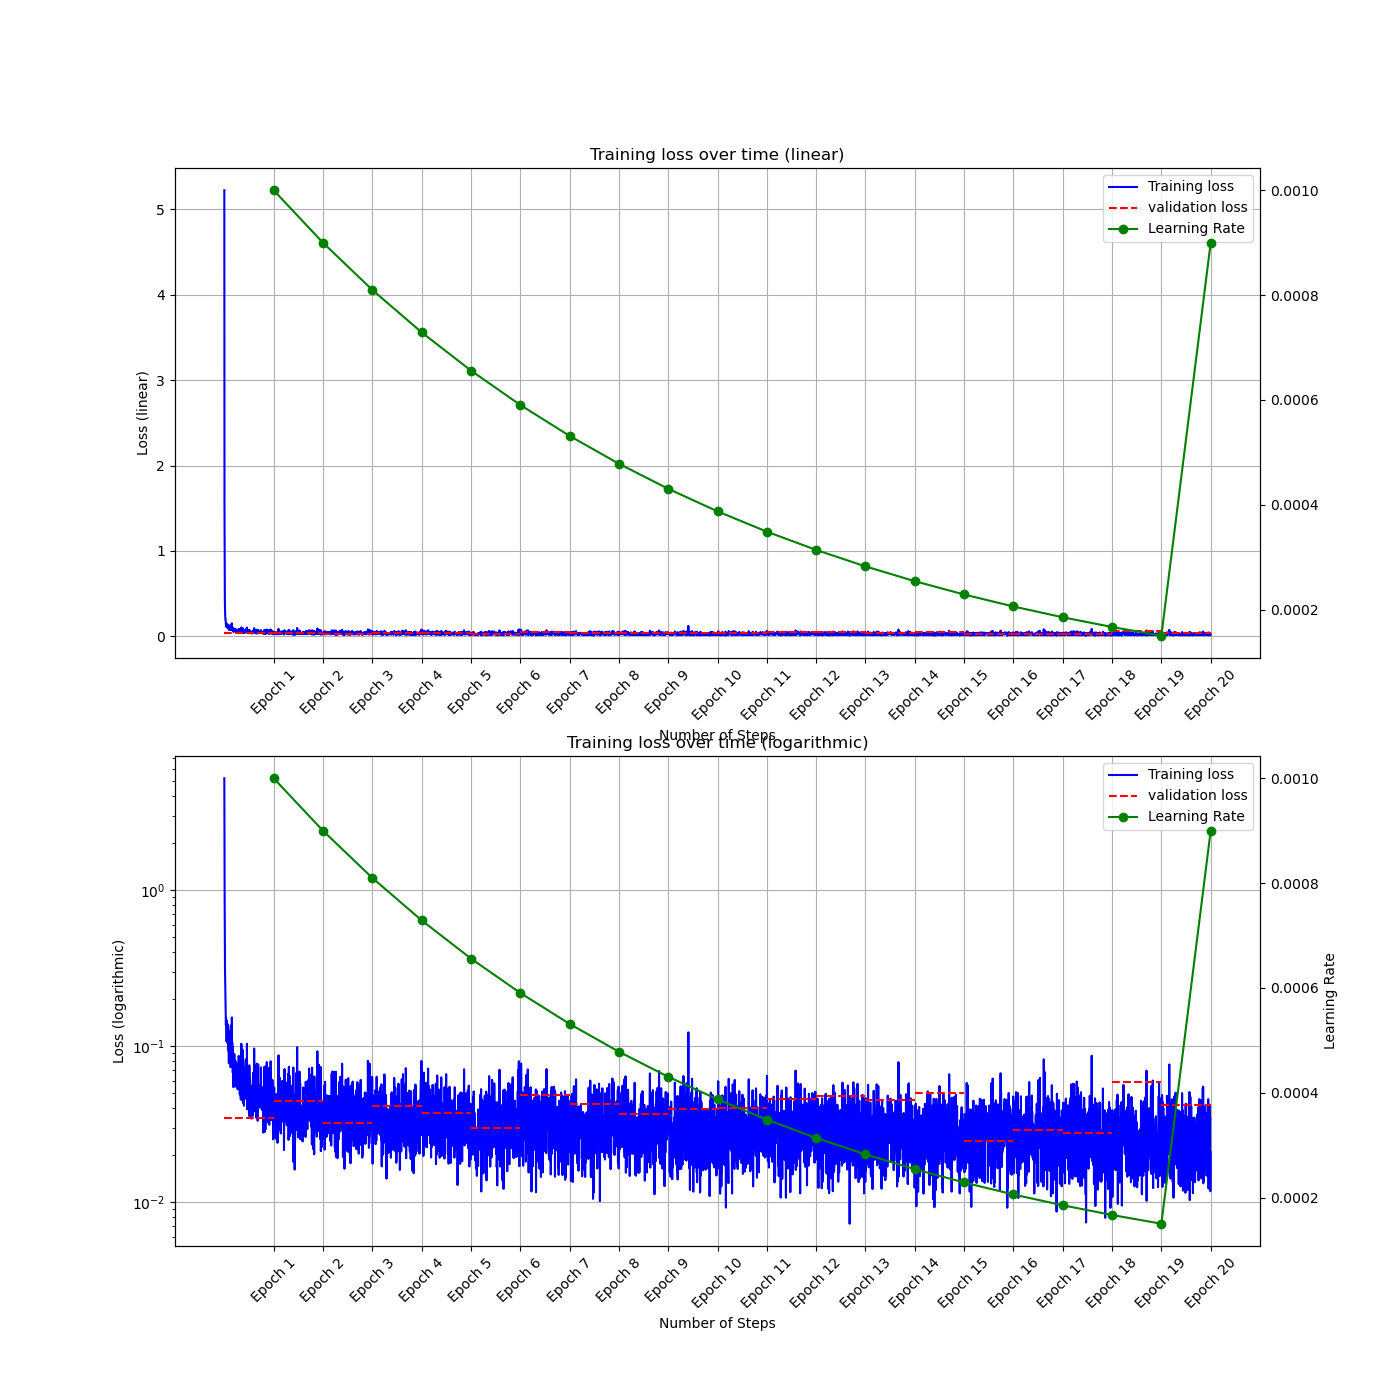 Training loss over time (linear)
Training loss
validation loss
Learning Rate
Loss (linear)
5
4
3
2
1
0
0.0010
0.0008
0.0006
0.0004
0.0002
Epoch 1
Epoch 2
Epoch 3
Epoch 4
Epoch 5
Epoch 6
Epoch 7
Epoch 8
Epoch 9
Epoch 10
Epoch 11
Epoch 12
Epoch 13
Epoch 14
Epoch 15
Epoch 16
Epoch 17
Epoch 18
Epoch 19
Epoch 20
Number of Steps
Training loss over time (logarithmic)
Training loss
validation loss
Learning Rate
Loss (logarithmic)
10⁰
10⁻¹
10⁻²
0.0010
0.0008
0.0006
0.0004
0.0002
Learning Rate
Epoch 1
Epoch 2
Epoch 3
Epoch 4
Epoch 5
Epoch 6
Epoch 7
Epoch 8
Epoch 9
Epoch 10
Epoch 11
Epoch 12
Epoch 13
Epoch 14
Epoch 15
Epoch 16
Epoch 17
Epoch 18
Epoch 19
Epoch 20
Number of Steps